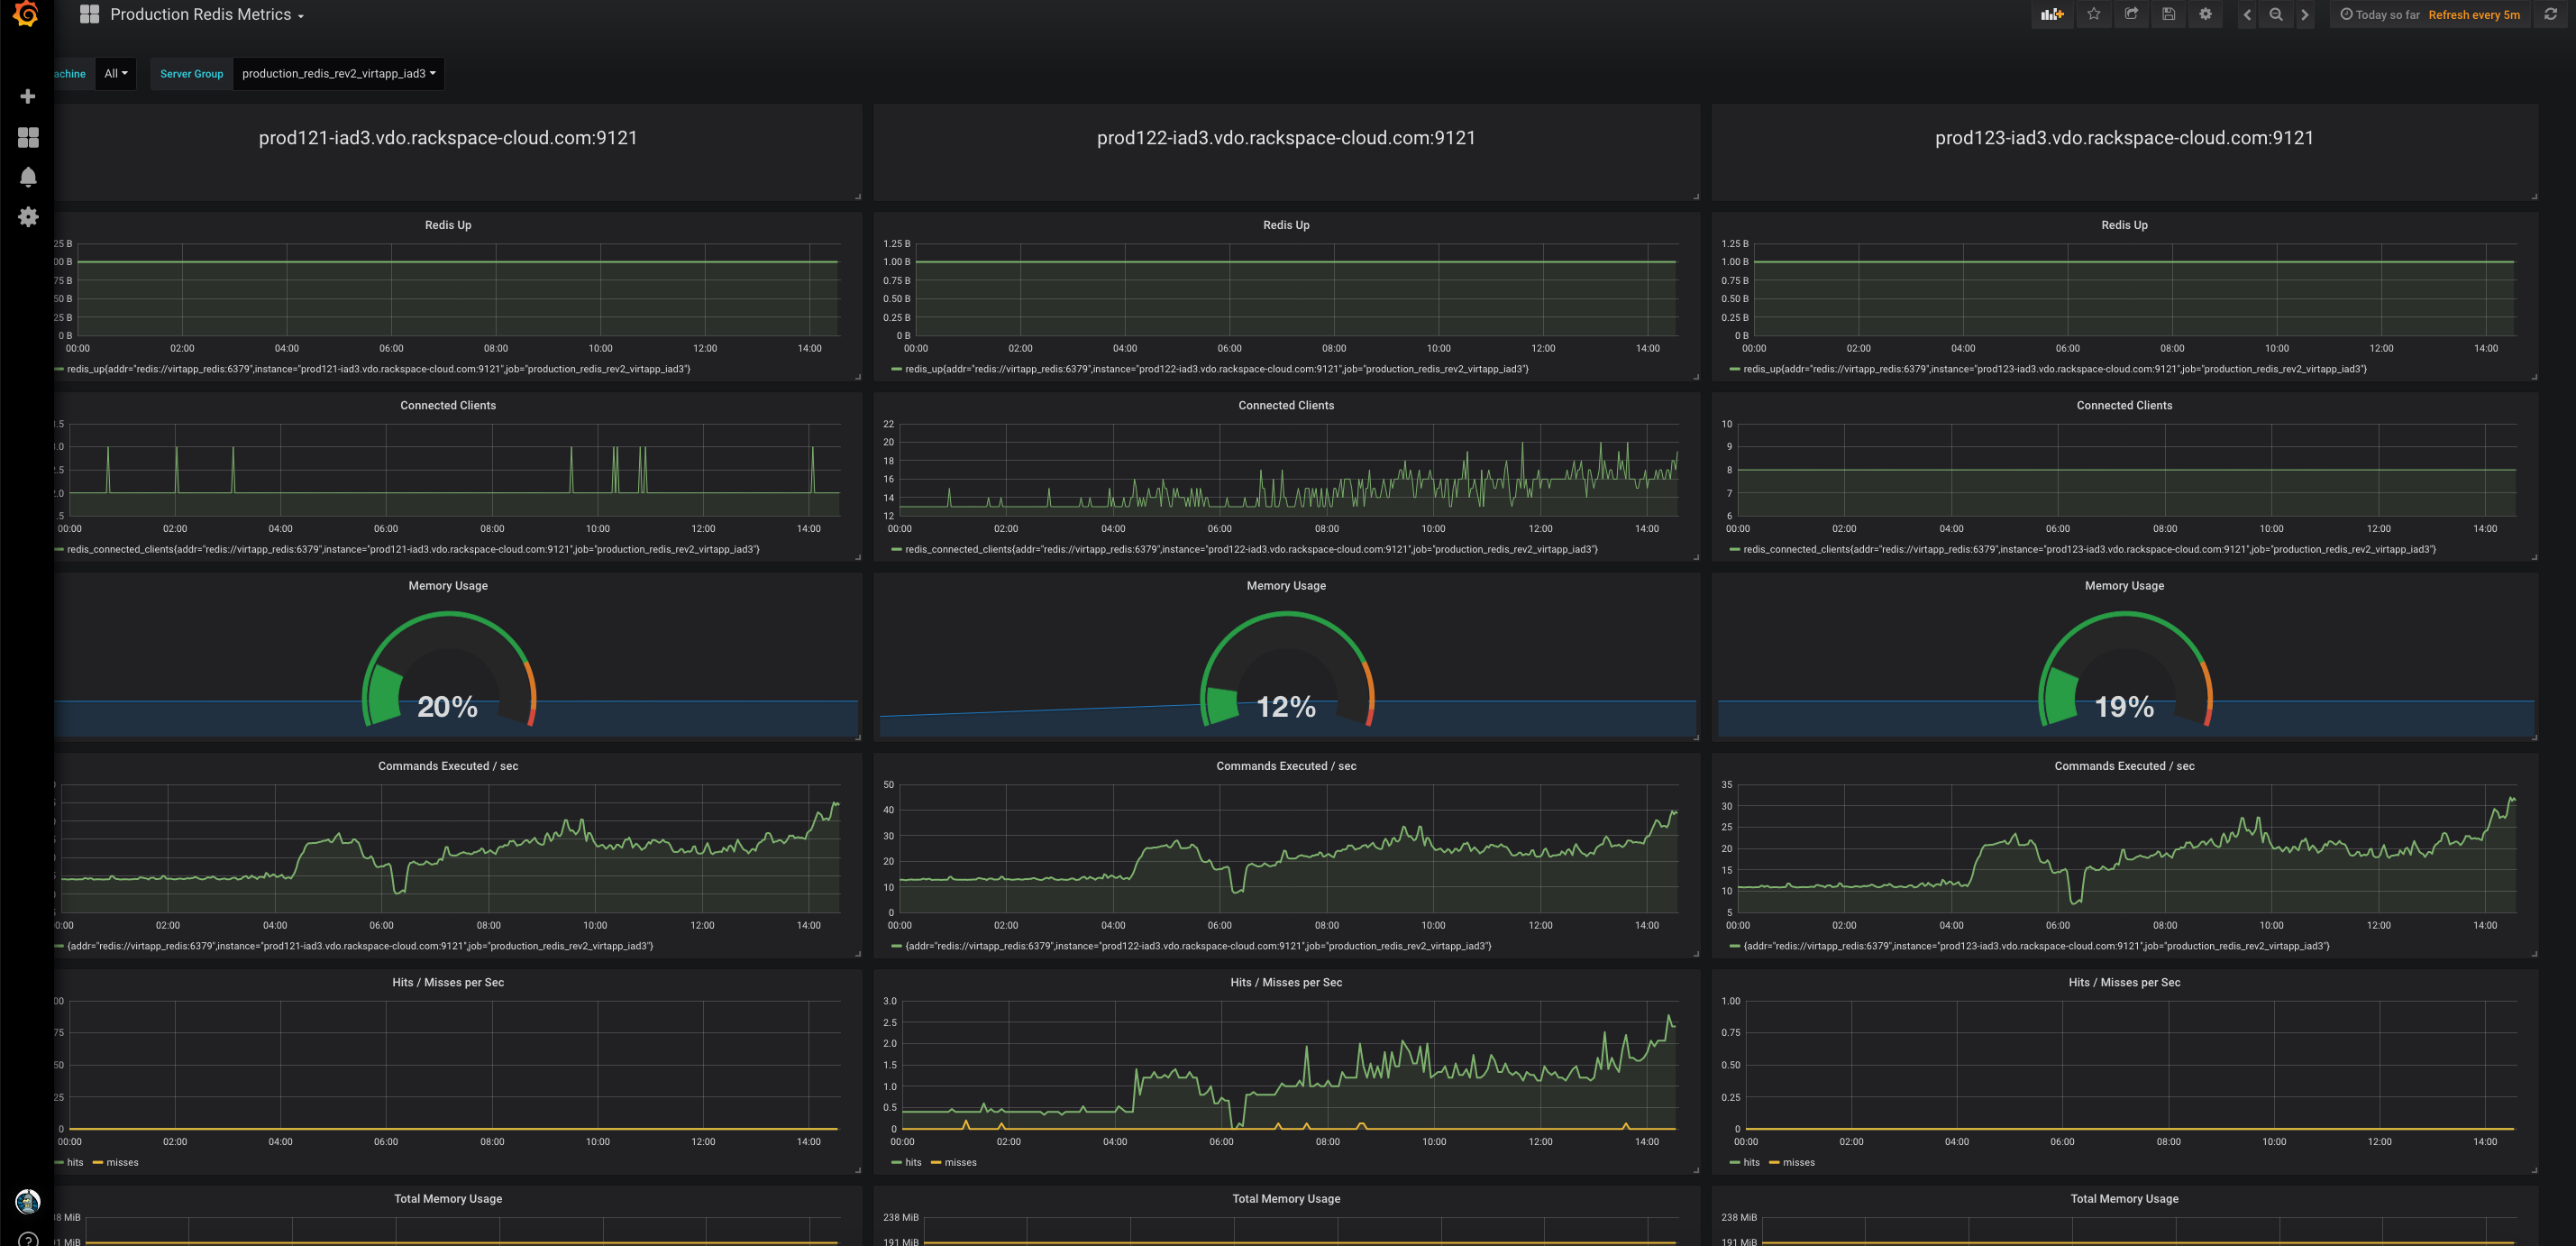 Production Redis Metrics
Today so far Refresh every 5m
achine All Server Group production_redis_rev2_virtapp_iad3
prod121-iad3.vdo.rackspace-cloud.com:9121
prod122-iad3.vdo.rackspace-cloud.com:9121
prod123-iad3.vdo.rackspace-cloud.com:9121
Redis Up
25 B
00 B
75 B
50 B
25 B
0 B
00:00 02:00 04:00 06:00 08:00 10:00 12:00 14:00
redis_up{addr="redis://virtapp_redis:6379",instance="prod121-iad3.vdo.rackspace-cloud.com:9121",job="production_redis_rev2_virtapp_iad3"}
Redis Up
1.25 B
1.00 B
0.75 B
0.50 B
0.25 B
0 B
00:00 02:00 04:00 06:00 08:00 10:00 12:00 14:00
redis_up{addr="redis://virtapp_redis:6379",instance="prod122-iad3.vdo.rackspace-cloud.com:9121",job="production_redis_rev2_virtapp_iad3"}
Redis Up
1.25 B
1.00 B
0.75 B
0.50 B
0.25 B
0 B
00:00 02:00 04:00 06:00 08:00 10:00 12:00 14:00
redis_up{addr="redis://virtapp_redis:6379",instance="prod123-iad3.vdo.rackspace-cloud.com:9121",job="production_redis_rev2_virtapp_iad3"}
Connected Clients
.5
.0
.5
.0
.5
00:00 02:00 04:00 06:00 08:00 10:00 12:00 14:00
redis_connected_clients{addr="redis://virtapp_redis:6379",instance="prod121-iad3.vdo.rackspace-cloud.com:9121",job="production_redis_rev2_virtapp_iad3"}
Connected Clients
22
20
18
16
14
12
00:00 02:00 04:00 06:00 08:00 10:00 12:00 14:00
redis_connected_clients{addr="redis://virtapp_redis:6379",instance="prod122-iad3.vdo.rackspace-cloud.com:9121",job="production_redis_rev2_virtapp_iad3"}
Connected Clients
10
9
8
7
6
00:00 02:00 04:00 06:00 08:00 10:00 12:00 14:00
redis_connected_clients{addr="redis://virtapp_redis:6379",instance="prod123-iad3.vdo.rackspace-cloud.com:9121",job="production_redis_rev2_virtapp_iad3"}
Memory Usage
20%
Memory Usage
12%
Memory Usage
19%
Commands Executed / sec
0:00 02:00 04:00 06:00 08:00 10:00 12:00 14:00
{addr="redis://virtapp_redis:6379",instance="prod121-iad3.vdo.rackspace-cloud.com:9121",job="production_redis_rev2_virtapp_iad3"}
Commands Executed / sec
50
40
30
20
10
0
00:00 02:00 04:00 06:00 08:00 10:00 12:00 14:00
{addr="redis://virtapp_redis:6379",instance="prod122-iad3.vdo.rackspace-cloud.com:9121",job="production_redis_rev2_virtapp_iad3"}
Commands Executed / sec
35
30
25
20
15
10
5
00:00 02:00 04:00 06:00 08:00 10:00 12:00 14:00
{addr="redis://virtapp_redis:6379",instance="prod123-iad3.vdo.rackspace-cloud.com:9121",job="production_redis_rev2_virtapp_iad3"}
Hits / Misses per Sec
00
75
50
25
0
00:00 02:00 04:00 06:00 08:00 10:00 12:00 14:00
hits misses
Hits / Misses per Sec
3.0
2.5
2.0
1.5
1.0
0.5
0
00:00 02:00 04:00 06:00 08:00 10:00 12:00 14:00
hits misses
Hits / Misses per Sec
1.00
0.75
0.50
0.25
0
00:00 02:00 04:00 06:00 08:00 10:00 12:00 14:00
hits misses
Total Memory Usage
8 MiB
1 MiB
Total Memory Usage
238 MiB
191 MiB
Total Memory Usage
238 MiB
191 MiB